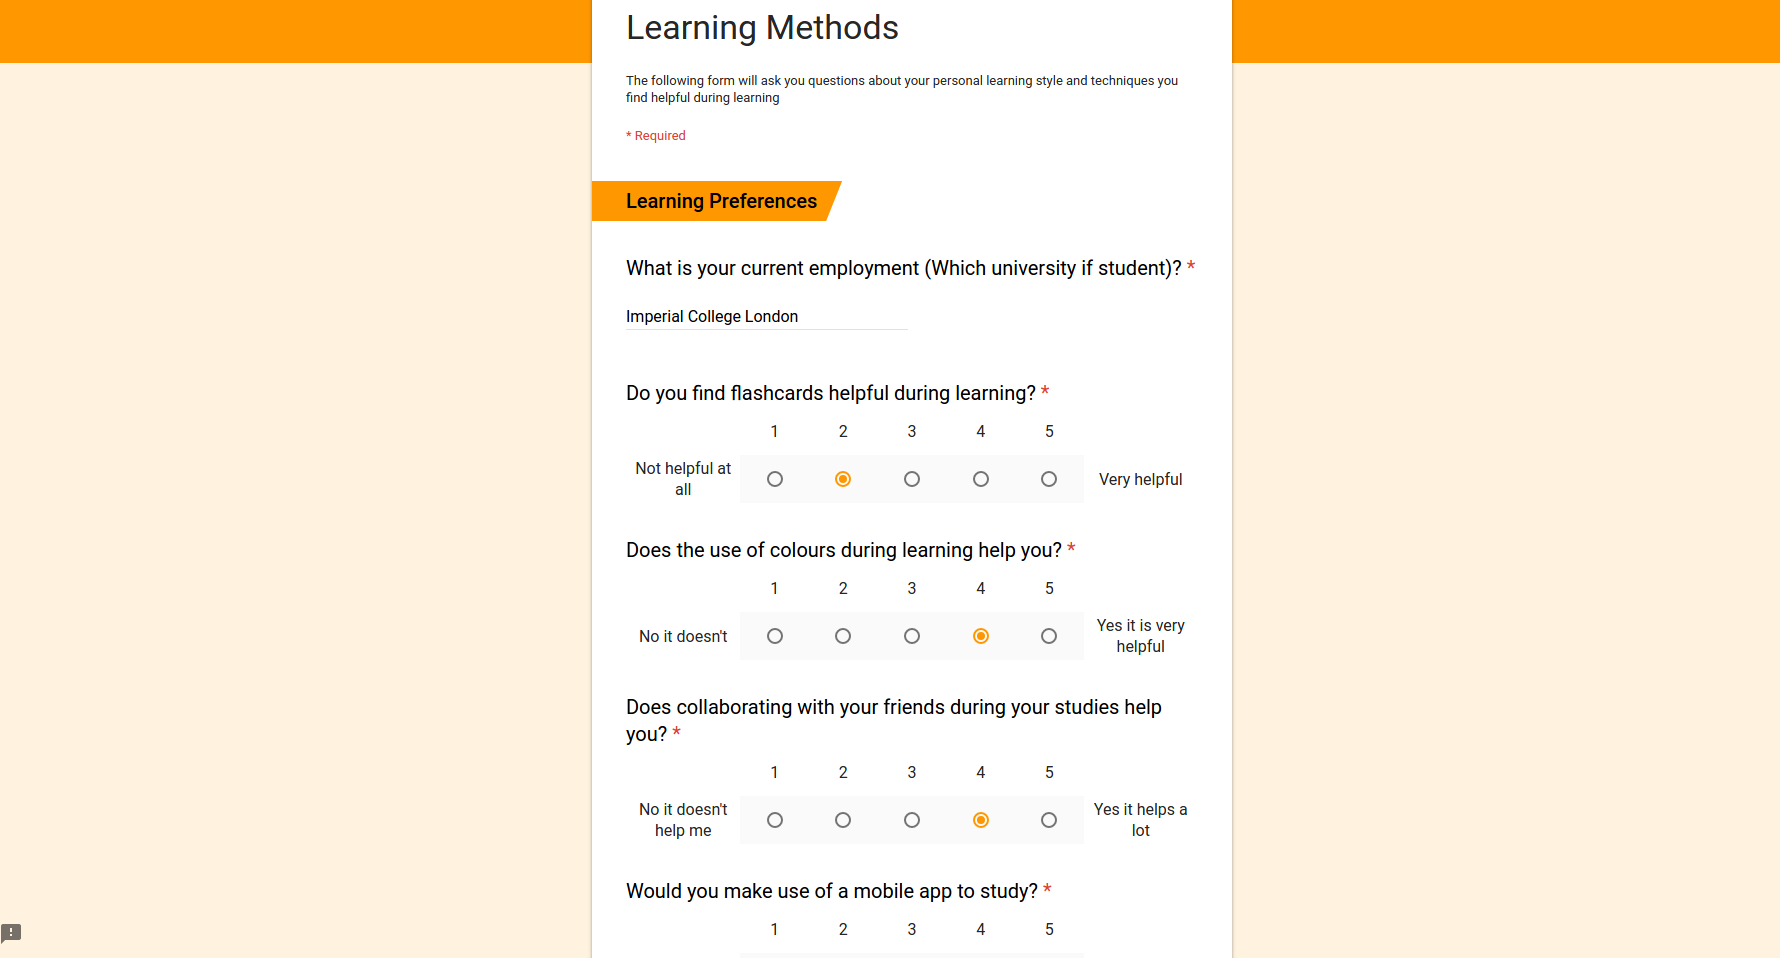 Learning Methods
The following form will ask you questions about your personal learning style and techniques you
find helpful during learning
* Required
Learning Preferences
What is your current employment (Which university if student)? *
Imperial College London
Do you find flashcards helpful during learning? *
1 2 3 4 5
Not helpful at
all
Very helpful
Does the use of colours during learning help you? *
1 2 3 4 5
No it doesn't
Yes it is very
helpful
Does collaborating with your friends during your studies help
you? *
1 2 3 4 5
No it doesn't
help me
Yes it helps a
lot
Would you make use of a mobile app to study? *
1 2 3 4 5